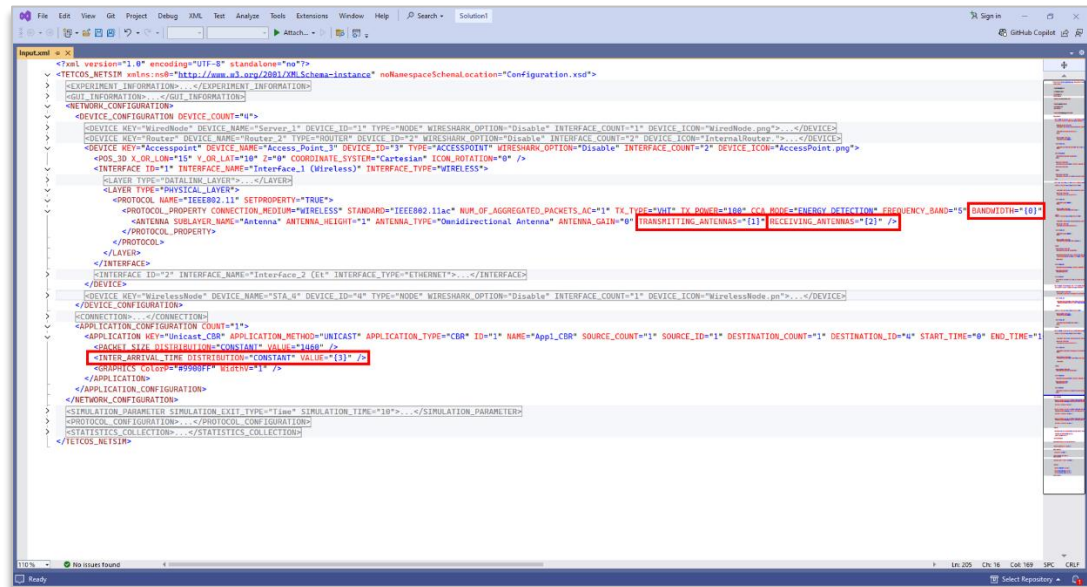 File Edit View Git Project Debug XML Test Analyze Tools Extensions Window Help Search Solution1 Sign in
Attach... GitHub Copilot
Input.xml
<?xml version="1.0" encoding="UTF-8" standalone="no"?>
<TETCOS_NETSIM xmlns:ns0="http://www.w3.org/2001/XMLSchema-instance" noNamespaceSchemaLocation="Configuration.xsd">
<EXPERIMENT_INFORMATION>...</EXPERIMENT_INFORMATION>
<GUI_INFORMATION>...</GUI_INFORMATION>
<NETWORK_CONFIGURATION>
<DEVICE_CONFIGURATION DEVICE_COUNT="4">
<DEVICE KEY="WiredNode" DEVICE_NAME="Server_1" DEVICE_ID="1" TYPE="NODE" WIRESHARK_OPTION="Disable" INTERFACE_COUNT="1" DEVICE_ICON="WiredNode.png">...</DEVICE>
<DEVICE KEY="Router" DEVICE_NAME="Router_2" TYPE="ROUTER" DEVICE_ID="2" WIRESHARK_OPTION="Disable" INTERFACE_COUNT="2" DEVICE_ICON="InternalRouter.">...</DEVICE>
<DEVICE KEY="Accesspoint" DEVICE_NAME="Access_Point_3" DEVICE_ID="3" TYPE="ACCESSPOINT" WIRESHARK_OPTION="Disable" INTERFACE_COUNT="2" DEVICE_ICON="AccessPoint.png">
<POS_3D X_OR_LON="15" Y_OR_LAT="10" Z="0" COORDINATE_SYSTEM="Cartesian" ICON_ROTATION="0" />
<INTERFACE ID="1" INTERFACE_NAME="Interface_1 (Wireless)" INTERFACE_TYPE="WIRELESS">
<LAYER TYPE="DATALINK_LAYER">...</LAYER>
<LAYER TYPE="PHYSICAL_LAYER">
<PROTOCOL NAME="IEEE802.11" SETPROPERTY="TRUE">
<PROTOCOL_PROPERTY CONNECTION_MEDIUM="WIRELESS" STANDARD="IEEE802.11ac" NUM_OF_AGGREGATED_PACKETS_AC="1" TX_TYPE="VHT" TX_POWER="100" CCA_MODE="ENERGY_DETECTION" FREQUENCY_BAND="5" BANDWIDTH="{0}"
<ANTENNA SUBLAYER_NAME="Antenna" ANTENNA_HEIGHT="1" ANTENNA_TYPE="Omnidirectional Antenna" ANTENNA_GAIN="0" TRANSMITTING_ANTENNAS="{1}" RECEIVING_ANTENNAS="{2}" />
</PROTOCOL_PROPERTY>
</PROTOCOL>
</LAYER>
</INTERFACE>
<INTERFACE ID="2" INTERFACE_NAME="Interface_2 (Et" INTERFACE_TYPE="ETHERNET">...</INTERFACE>
</DEVICE>
<DEVICE KEY="WirelessNode" DEVICE_NAME="STA_4" DEVICE_ID="4" TYPE="NODE" WIRESHARK_OPTION="Disable" INTERFACE_COUNT="1" DEVICE_ICON="WirelessNode.pn">...</DEVICE>
</DEVICE_CONFIGURATION>
<CONNECTION>...</CONNECTION>
<APPLICATION_CONFIGURATION COUNT="1">
<APPLICATION KEY="Unicast_CBR" APPLICATION_METHOD="UNICAST" APPLICATION_TYPE="CBR" ID="1" NAME="App1_CBR" SOURCE_COUNT="1" SOURCE_ID="1" DESTINATION_COUNT="1" DESTINATION_ID="4" START_TIME="0" END_TIME="1
<PACKET_SIZE DISTRIBUTION="CONSTANT" VALUE="1460" />
<INTER_ARRIVAL_TIME DISTRIBUTION="CONSTANT" VALUE="{3}" />
<GRAPHICS ColorP="#9900FF" WidthV="1" />
</APPLICATION>
</APPLICATION_CONFIGURATION>
</NETWORK_CONFIGURATION>
<SIMULATION_PARAMETER SIMULATION_EXIT_TYPE="Time" SIMULATION_TIME="10">...</SIMULATION_PARAMETER>
<PROTOCOL_CONFIGURATION>...</PROTOCOL_CONFIGURATION>
<STATISTICS_COLLECTION>...</STATISTICS_COLLECTION>
</TETCOS_NETSIM>
110 % No issues found Ln: 205 Ch: 16 Col: 169 SPC CRLF
Ready Select Repository